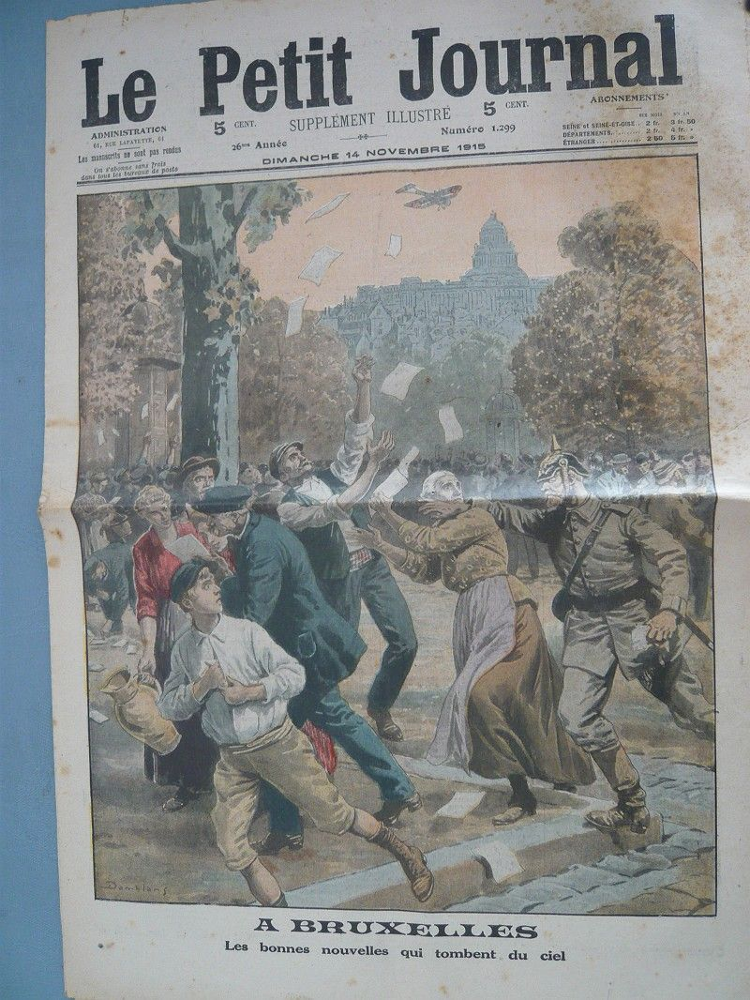 Le Petit Journal
ADMINISTRATION
61, RUE LAFAYETTE, 61
Les manuscrits ne sont pas rendus
On s'abonne sans frais
dans tous les bureaux de poste
5 CENT.
SUPPLÉMENT ILLUSTRÉ
5 CENT.
26me Année
Numéro 1.299
DIMANCHE 14 NOVEMBRE 1915
ABONNEMENTS
SIX MOIS UN AN
SEINE et SEINE-ET-OISE .. 2 fr. 3 fr. 50
DÉPARTEMENTS. ........ 2 fr. 4 fr. »
ÉTRANGER .... ........... 2 50 5 fr. »
Damblans
A BRUXELLES
Les bonnes nouvelles qui tombent du ciel